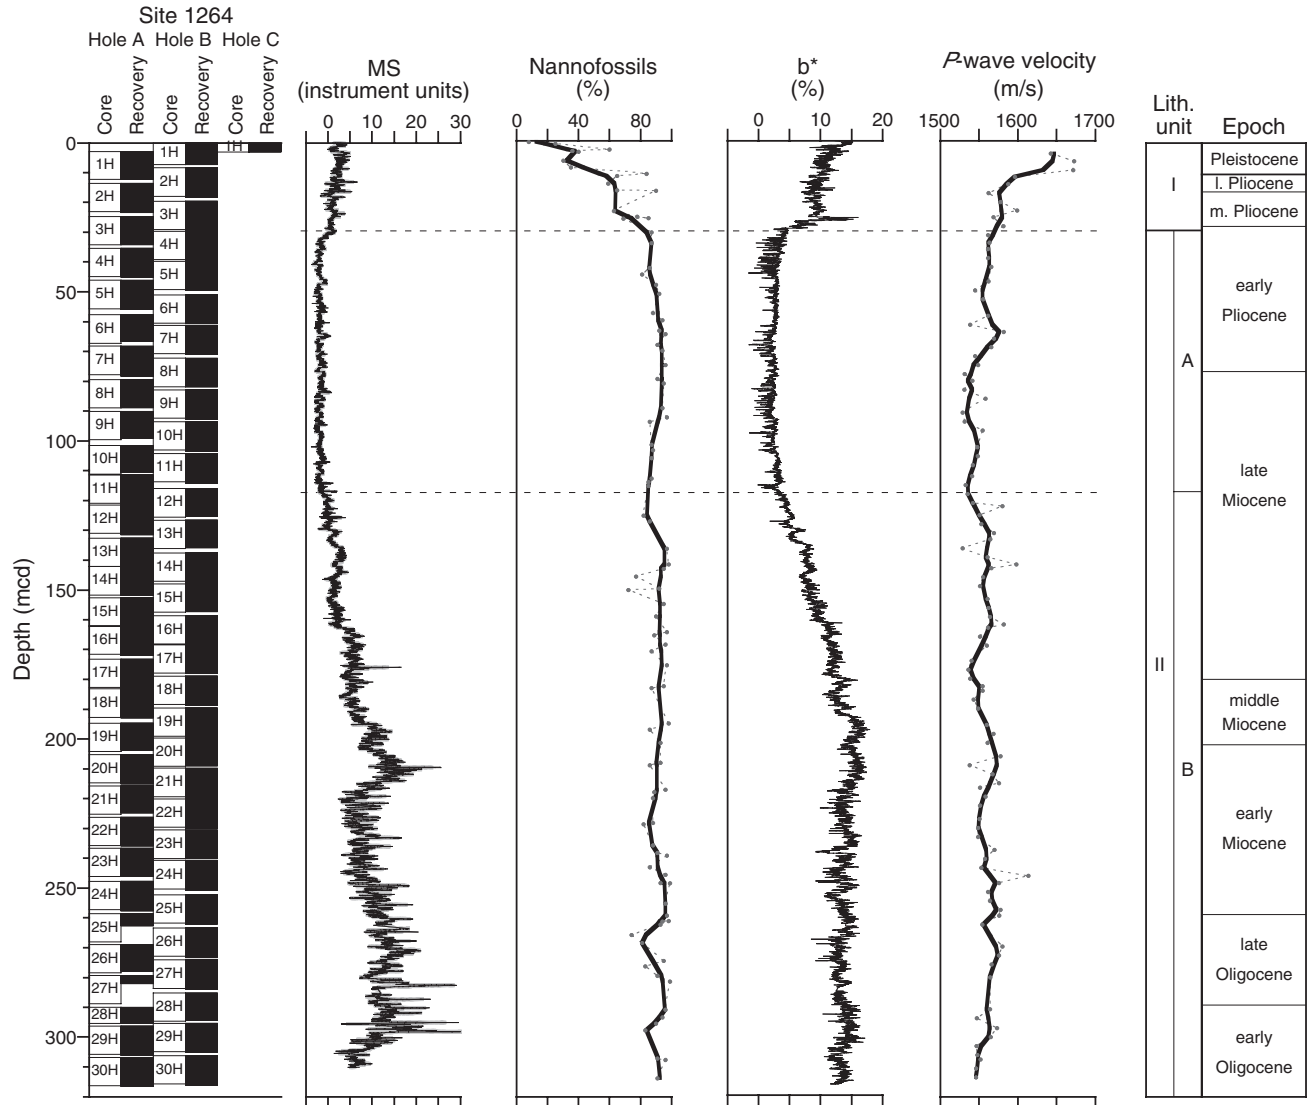 Site 1264
Hole A Hole B Hole C
Core Recovery Core Recovery Core Recovery
MS
(instrument units)
0 10 20 30
Nannofossils
(%)
0 40 80
b*
(%)
0 10 20
P-wave velocity
(m/s)
1500 1600 1700
Lith.
unit
Epoch
Depth (mcd)
0
50
100
150
200
250
300
1H
2H
3H
4H
5H
6H
7H
8H
9H
10H
11H
12H
13H
14H
15H
16H
17H
18H
19H
20H
21H
22H
23H
24H
25H
26H
27H
28H
29H
30H
1H
2H
3H
4H
5H
6H
7H
8H
9H
10H
11H
12H
13H
14H
15H
16H
17H
18H
19H
20H
21H
22H
23H
24H
25H
26H
27H
28H
29H
30H
1H
I
II
A
B
Pleistocene
l. Pliocene
m. Pliocene
early
Pliocene
late
Miocene
middle
Miocene
early
Miocene
late
Oligocene
early
Oligocene